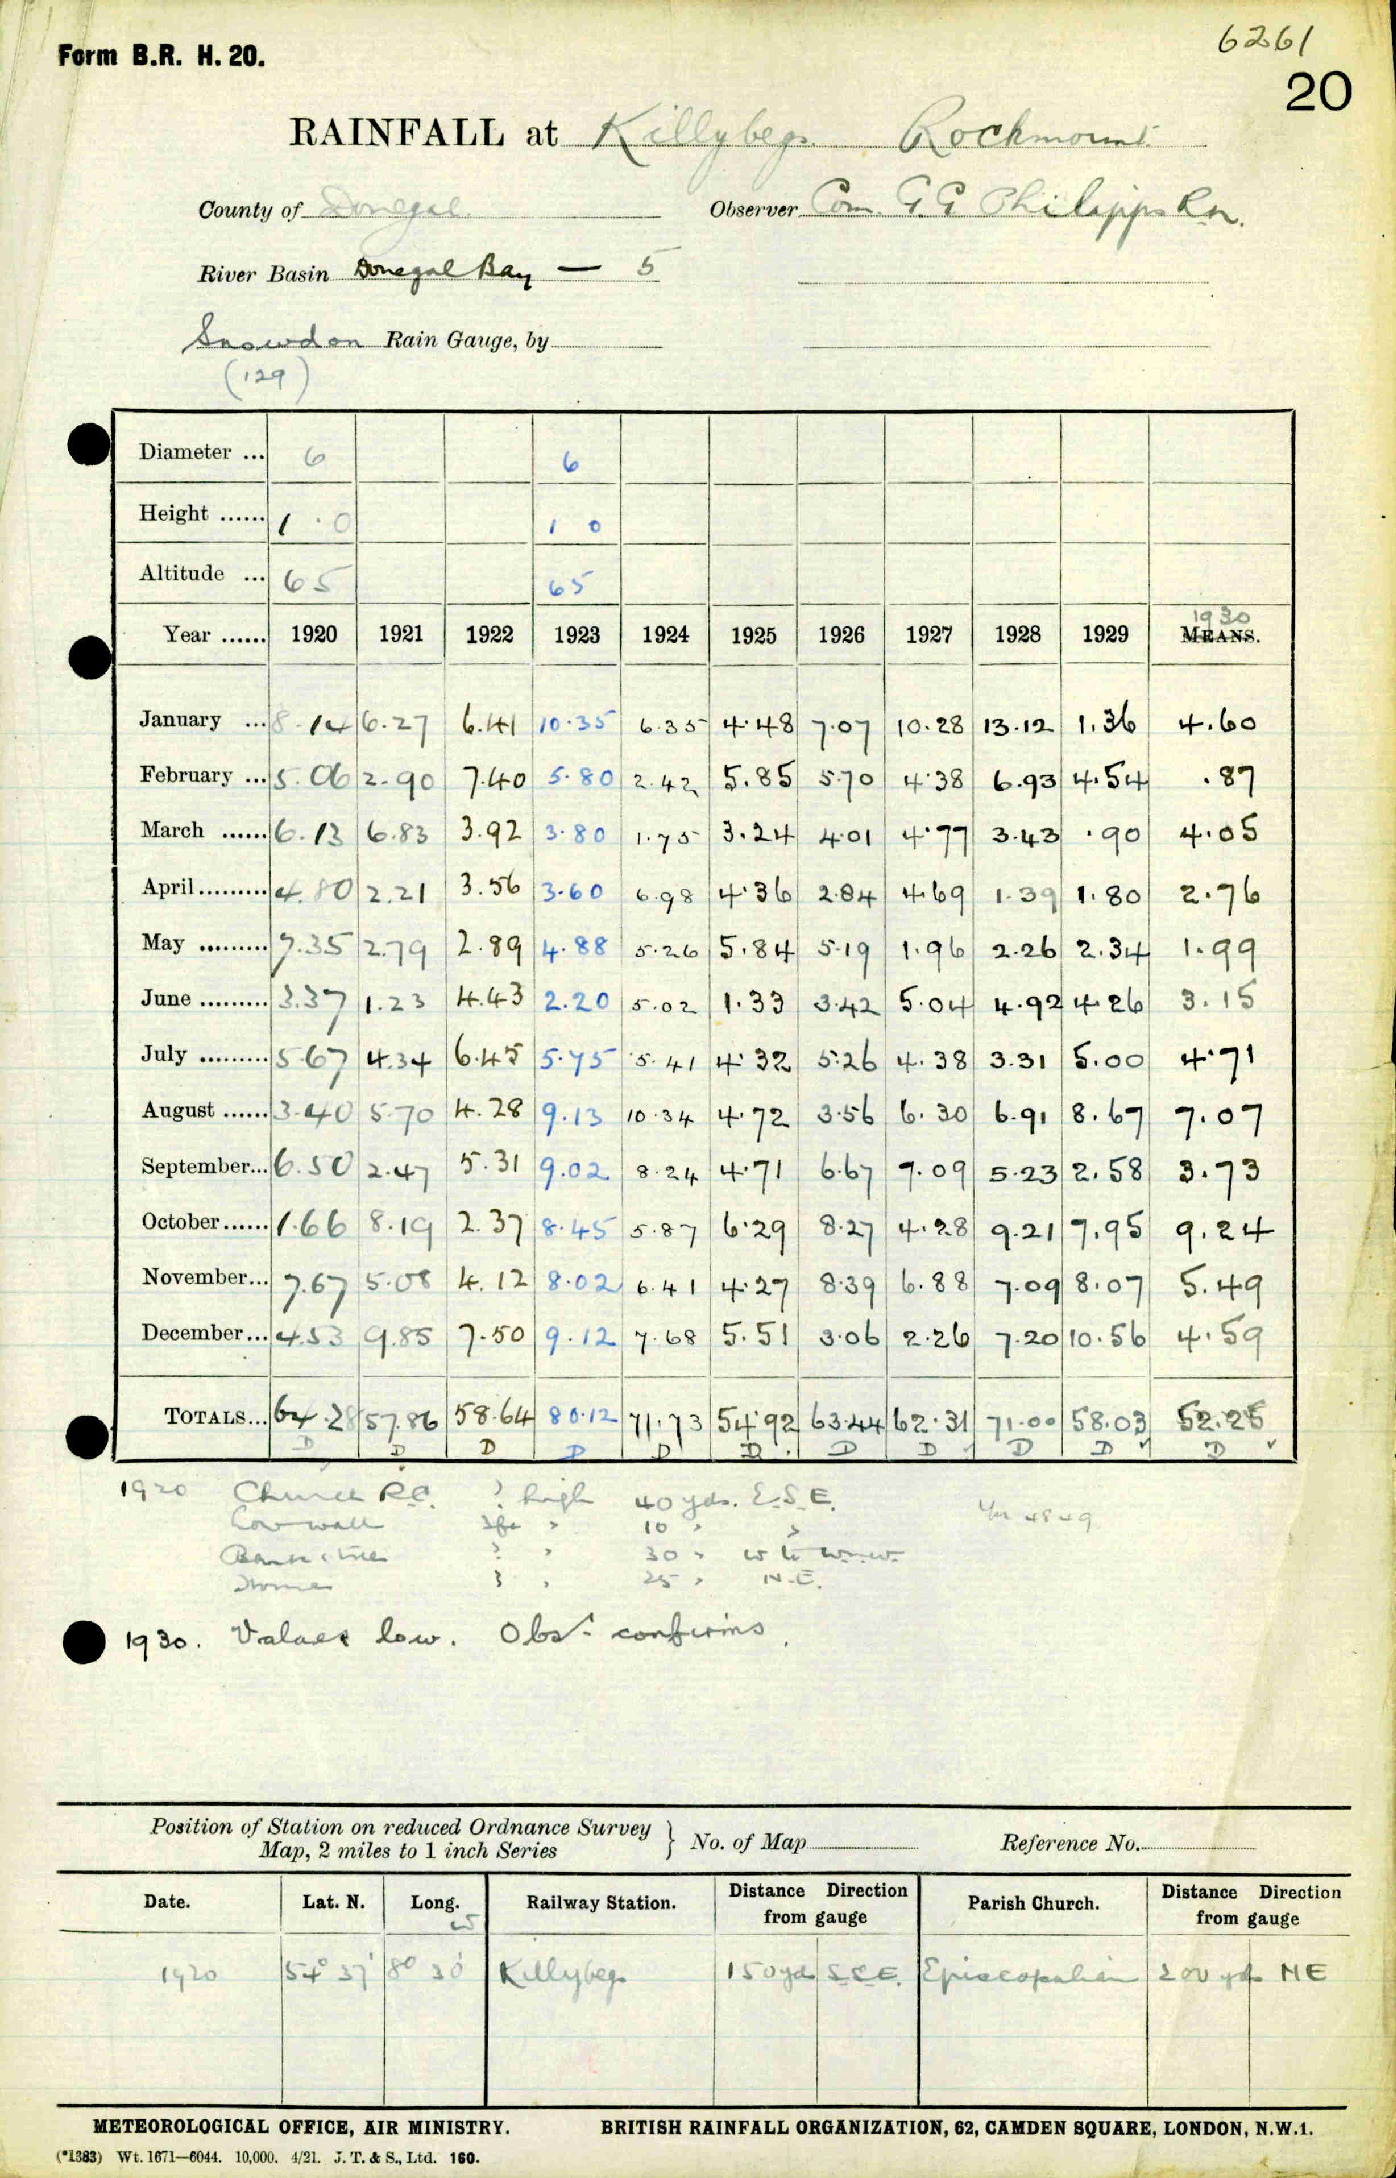 6261
Form B.R. H. 20.
20
RAINFALL at Killybegs. Rockmount.
County of Donegal. Observer Com. G. G. Philipps R.N.
River Basin Donegal Bay — 5
Snowdon Rain Gauge, by
(129)
Diameter ... 6 6
Height ...... 1 . 0 1 0
Altitude ... 65 65
1930
Year ...... 1920 1921 1922 1923 1924 1925 1926 1927 1928 1929 MEANS.
January ... 8.14 6.27 6.41 10.35 6.35 4.48 7.07 10.28 13.12 1.36 4.60
February ... 5.06 2.90 7.40 5.80 2.42 5.85 5.70 4.38 6.93 4.54 .87
March ...... 6.13 6.83 3.92 3.80 1.75 3.24 4.01 4.77 3.43 .90 4.05
April ......... 4.80 2.21 3.56 3.60 6.98 4.36 2.84 4.69 1.39 1.80 2.76
May ......... 7.35 2.79 2.89 4.88 5.26 5.84 5.19 1.96 2.26 2.34 1.99
June ......... 3.37 1.23 4.43 2.20 5.02 1.33 3.42 5.04 4.92 4.26 3.15
July ......... 5.67 4.34 6.45 5.75 5.41 4.32 5.26 4.38 3.31 5.00 4.71
August ...... 3.40 5.70 4.28 9.13 10.34 4.72 3.56 6.30 6.91 8.67 7.07
September... 6.50 2.47 5.31 9.02 8.24 4.71 6.67 7.09 5.23 2.58 3.73
October ...... 1.66 8.19 2.37 8.45 5.87 6.29 8.27 4.28 9.21 7.95 9.24
November... 7.67 5.08 4.12 8.02 6.41 4.27 8.39 6.88 7.09 8.07 5.49
December... 4.53 9.85 7.50 9.12 7.68 5.51 3.06 2.26 7.20 10.56 4.59
TOTALS... 64.28 57.86 58.64 80.12 71.73 54.92 63.44 62.31 71.00 58.03 52.25
D D D D D D D D D D D
1920 Church R.C. ? high 40 yds. E.S.E.
Low wall 3ft " 10 " "
Bank & trees ? " 30 " W to W.N.W.
Home ? " 25 " N.E.
1930. Values low. Obsr. confirms.
Position of Station on reduced Ordnance Survey
Map, 2 miles to 1 inch Series } No. of Map Reference No.
Date. Lat. N. Long. W Railway Station. Distance Direction from gauge Parish Church. Distance Direction from gauge
1920 54° 37' 8° 30' Killybegs 150 yds S.S.E. Episcopalian 200 yds NE
METEOROLOGICAL OFFICE, AIR MINISTRY. BRITISH RAINFALL ORGANIZATION, 62, CAMDEN SQUARE, LONDON, N.W.1.
(*1383) Wt. 1671—6044. 10,000. 4/21. J. T. & S., Ltd. 160.